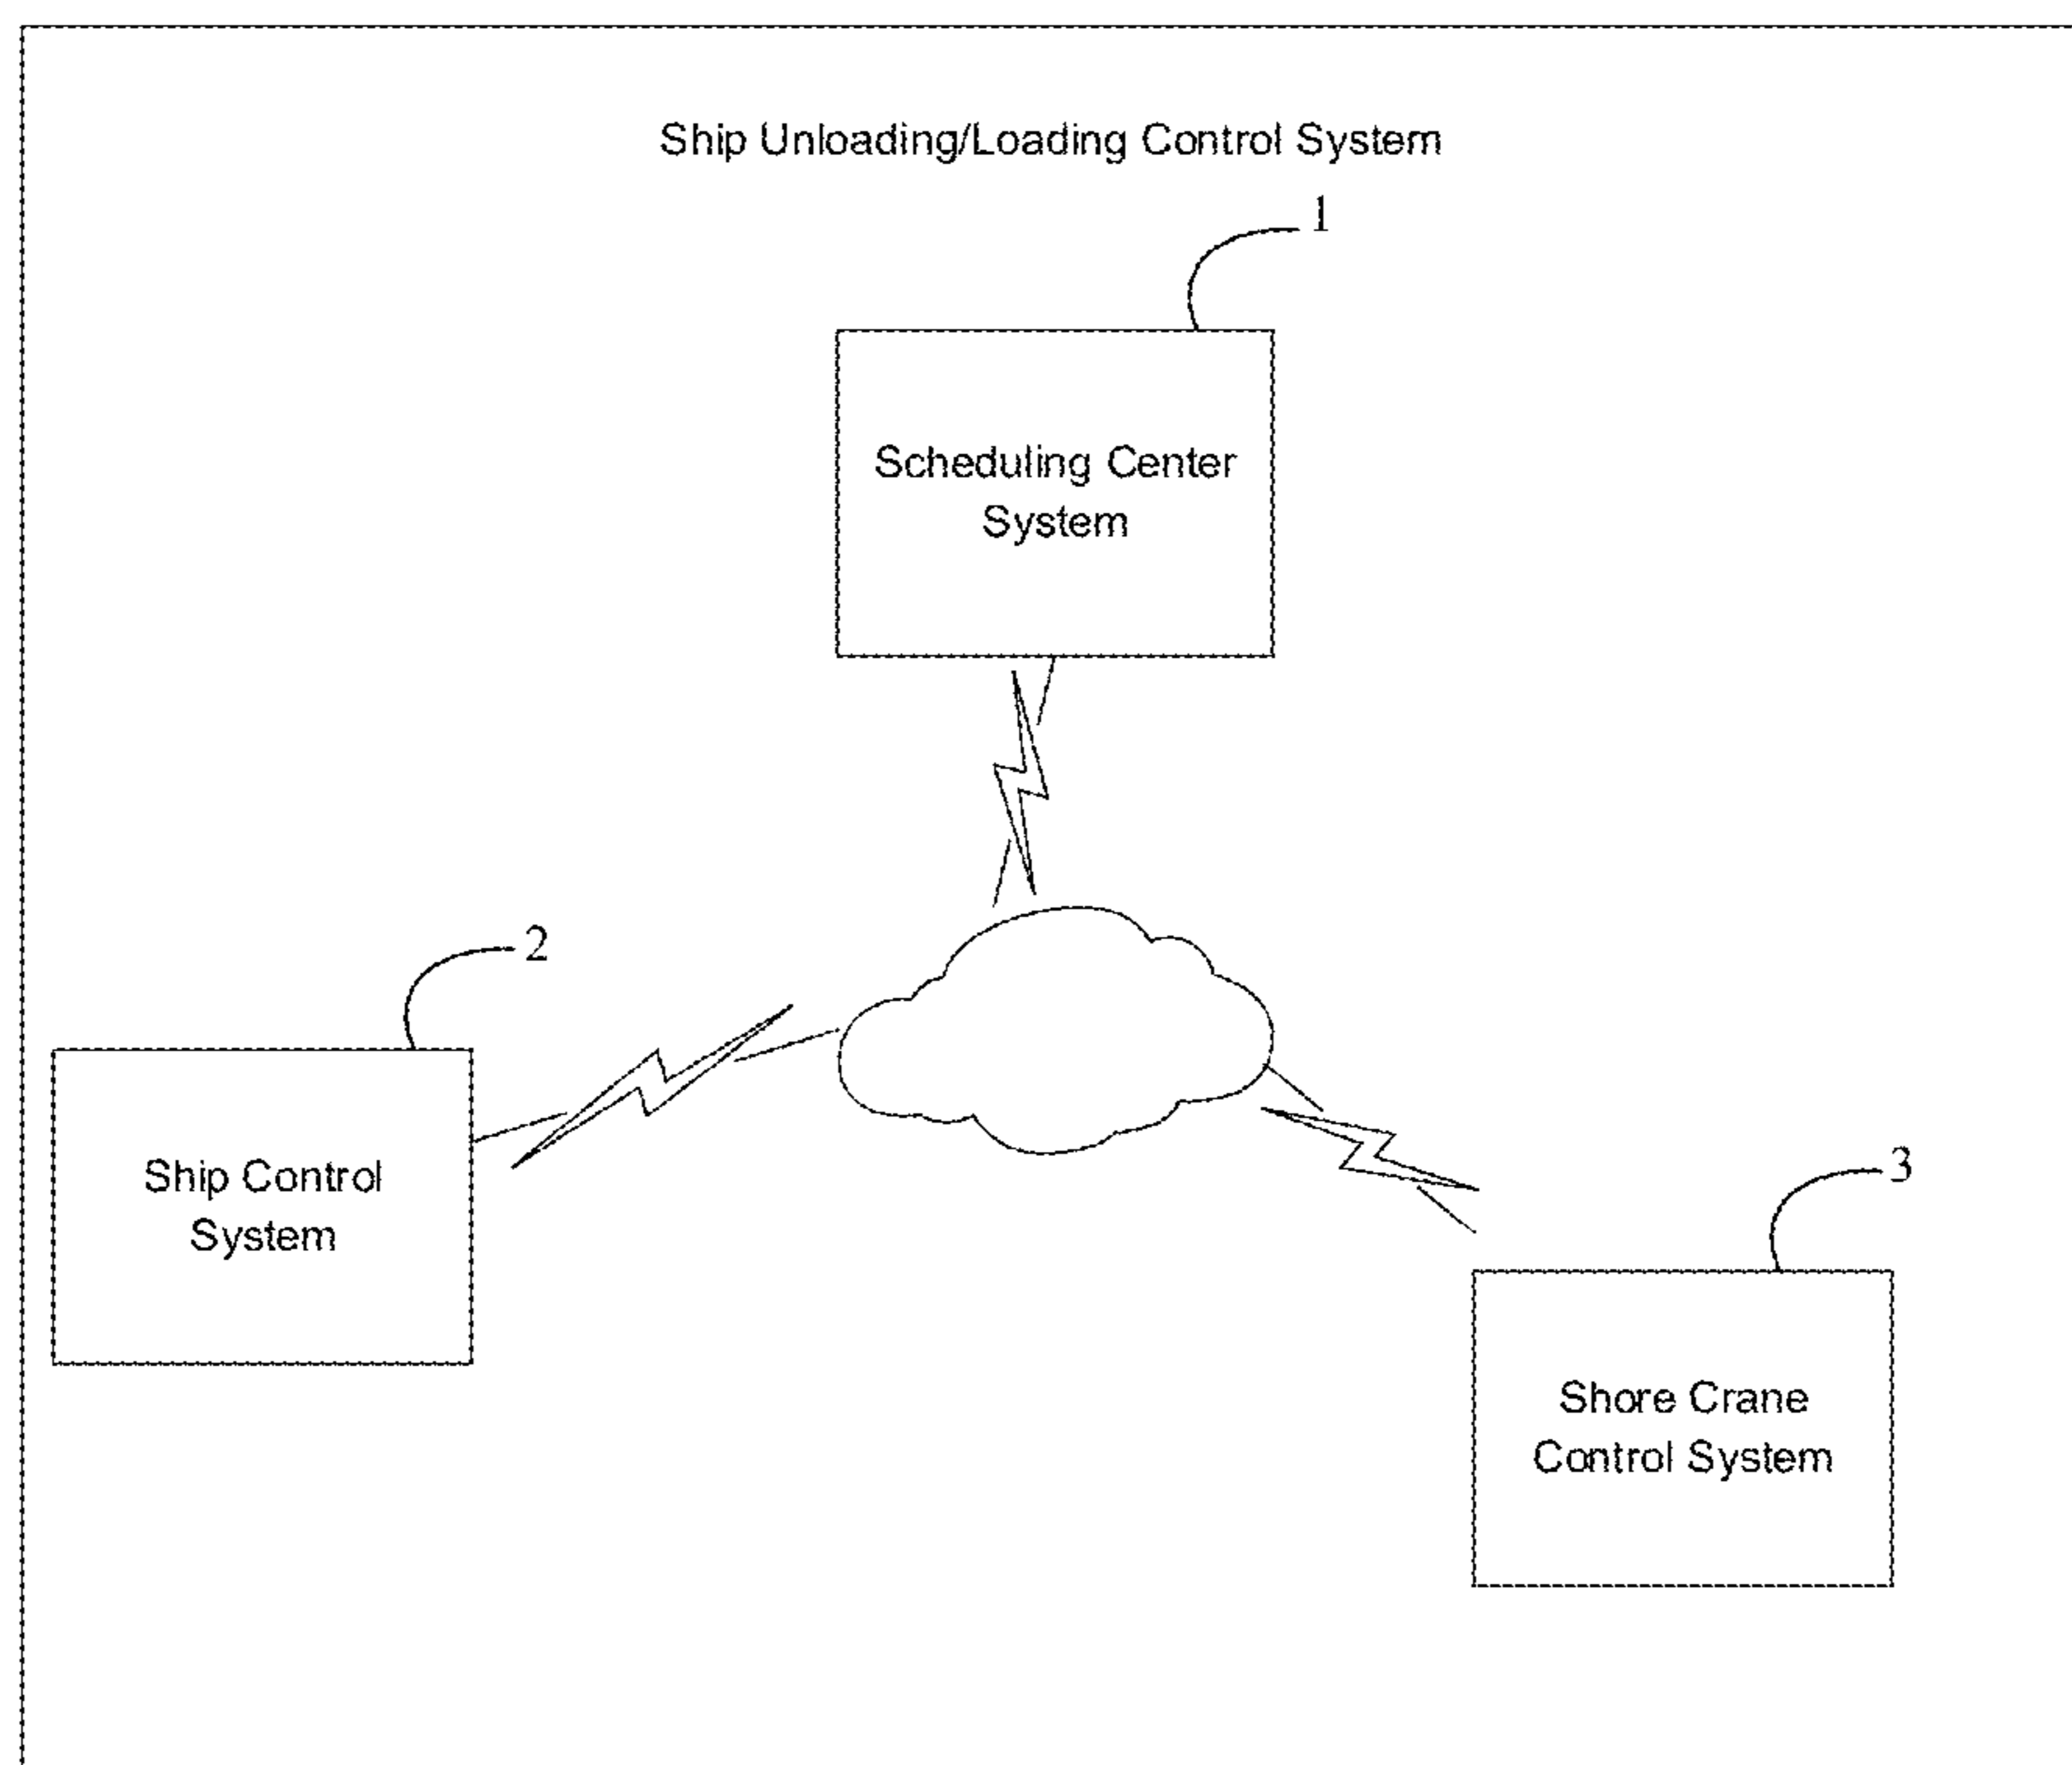 Ship Unloading/Loading Control System
1
Scheduling Center
System
2
Ship Control
System
3
Shore Crane
Control System